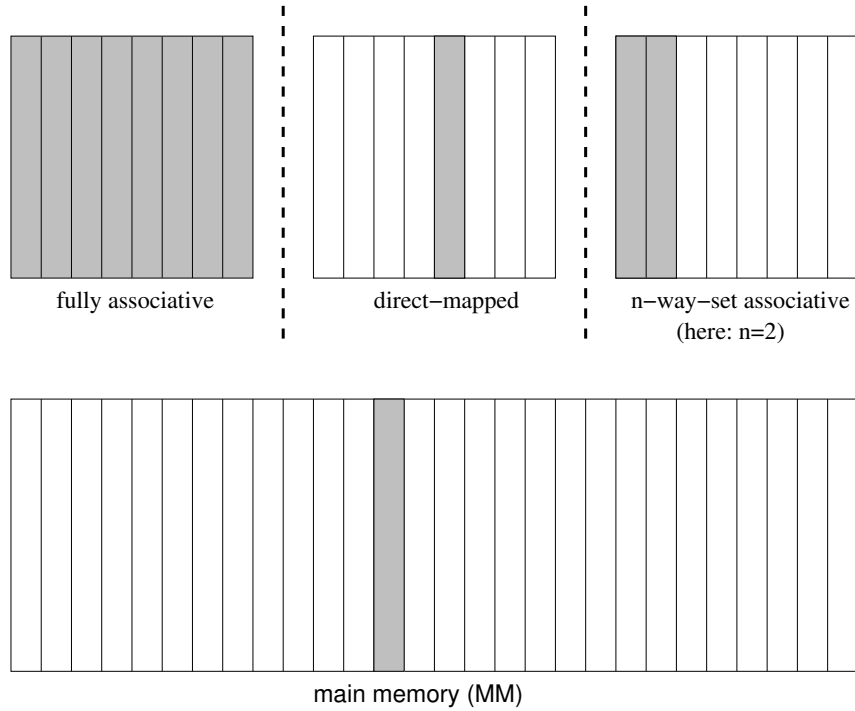 fully associative
direct−mapped
n−way−set associative
(here: n=2)
main memory (MM)